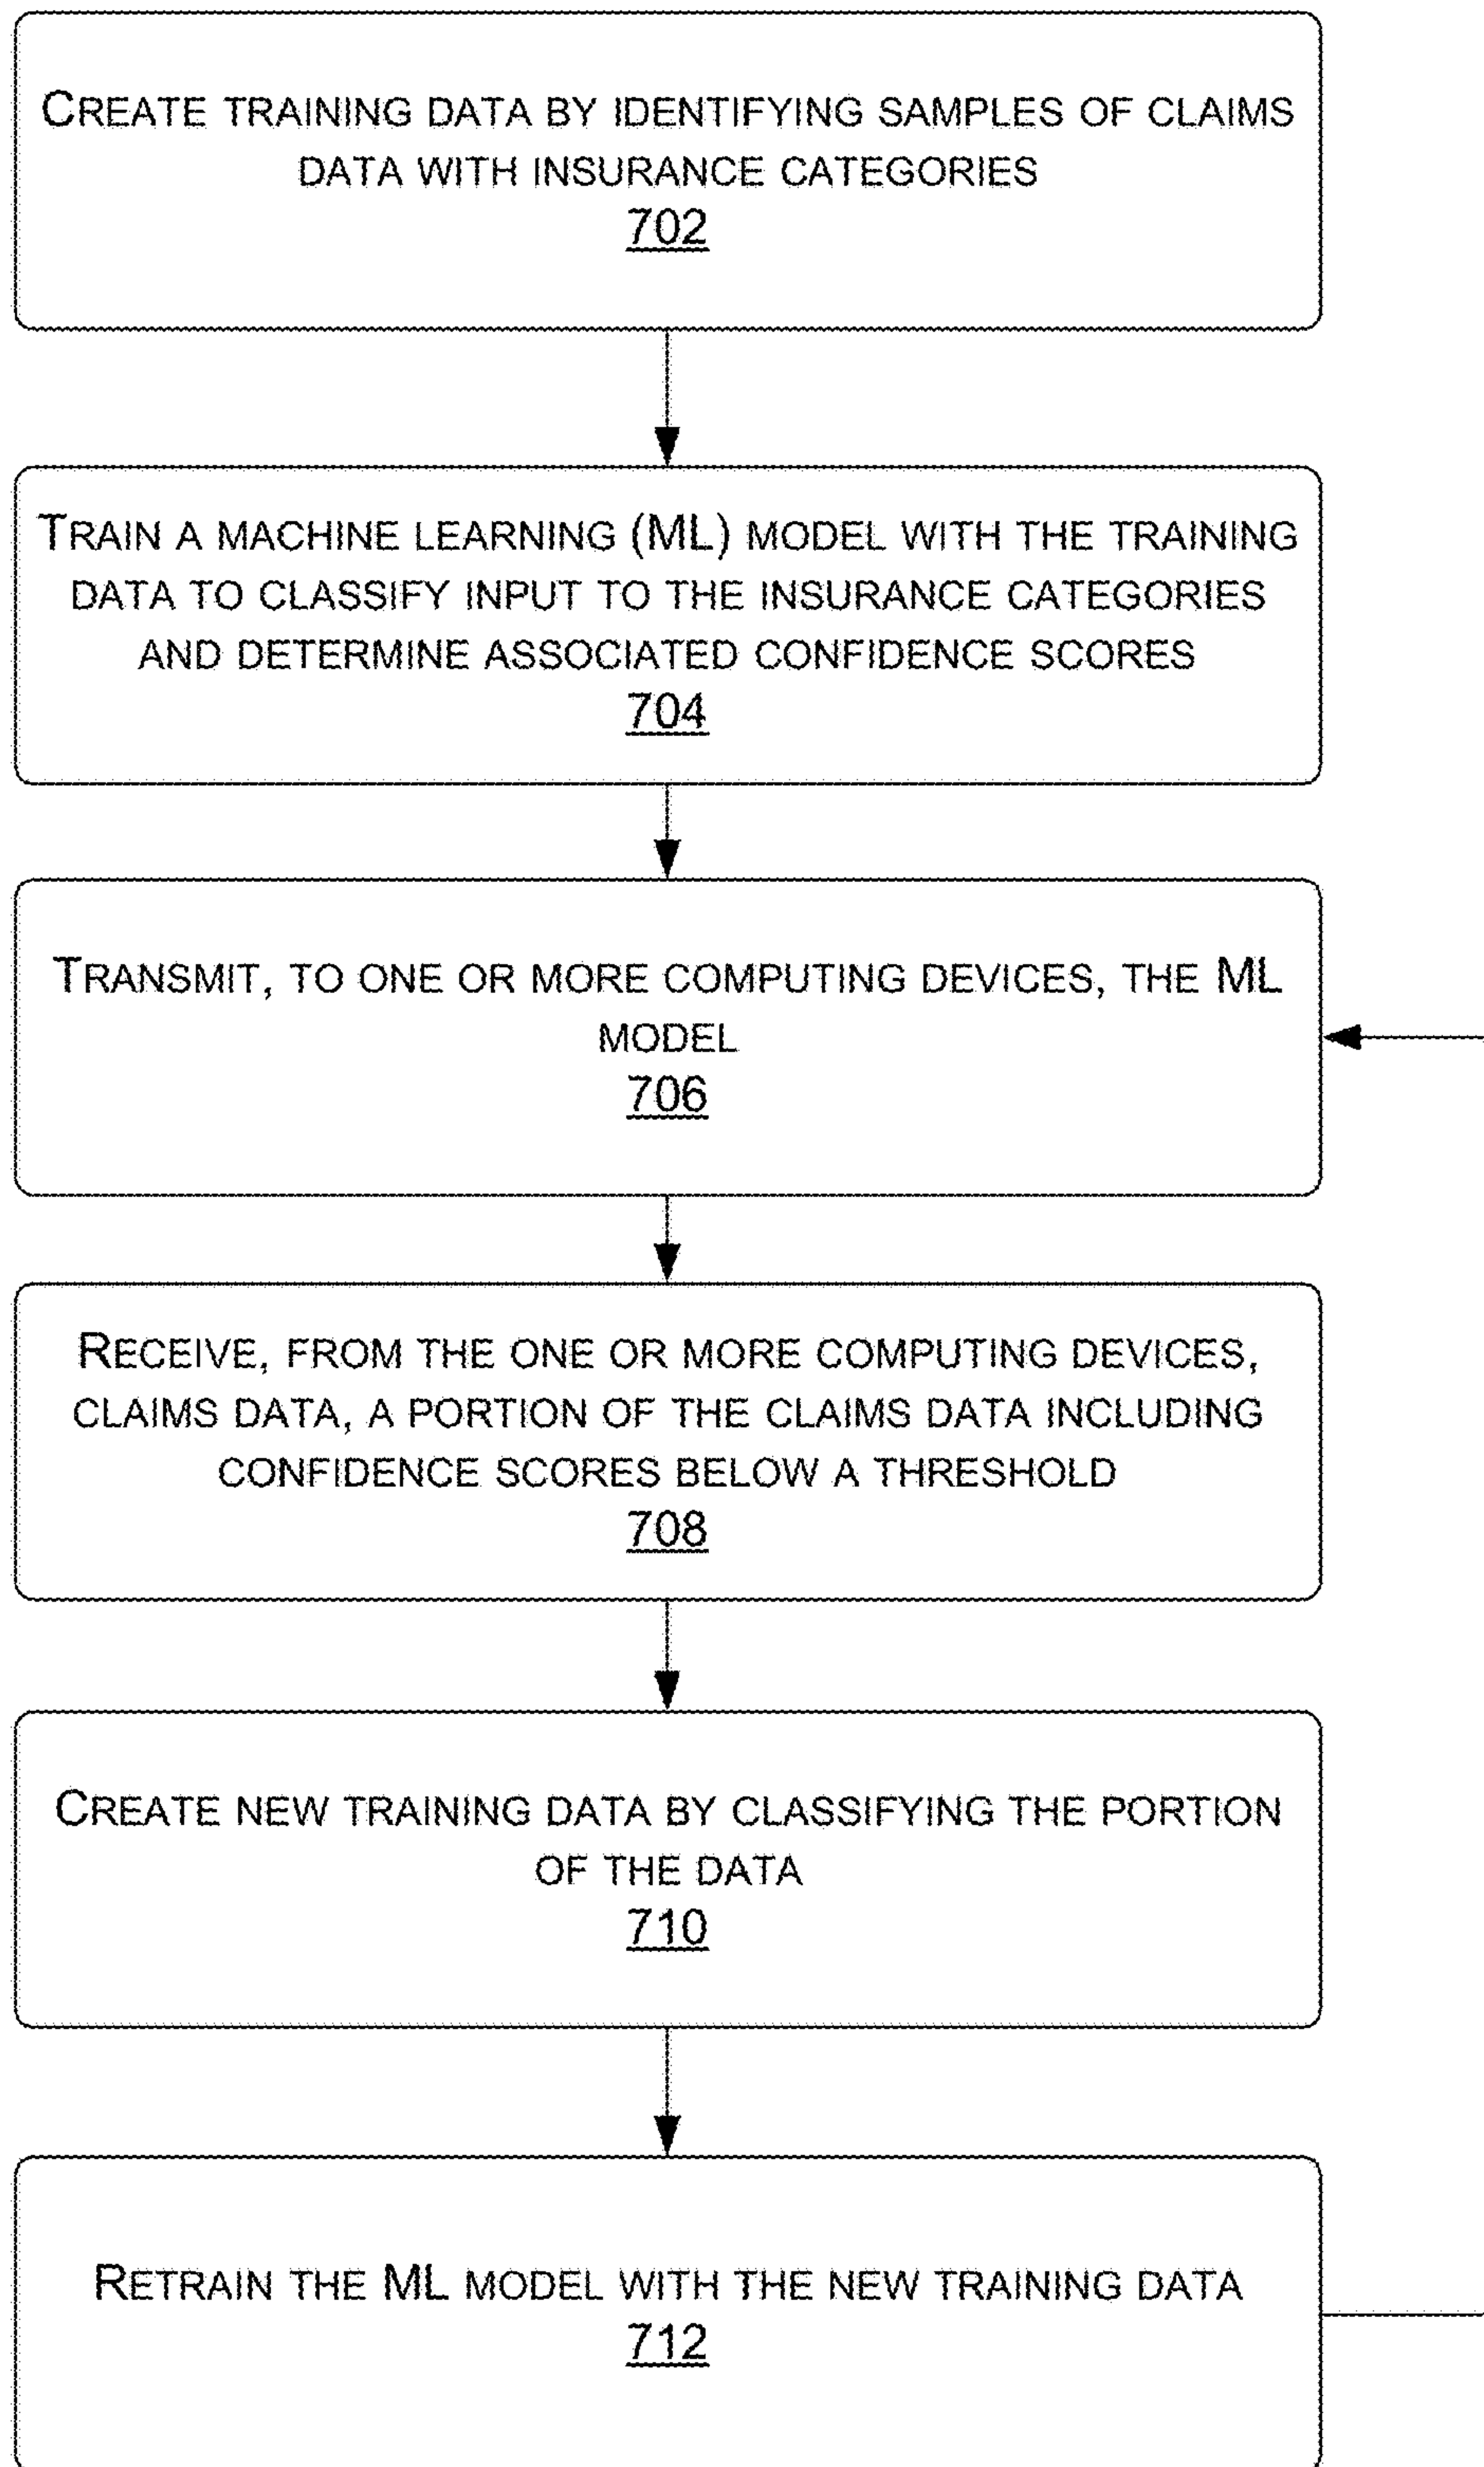 CREATE TRAINING DATA BY IDENTIFYING SAMPLES OF CLAIMS
DATA WITH INSURANCE CATEGORIES
702
TRAIN A MACHINE LEARNING (ML) MODEL WITH THE TRAINING
DATA TO CLASSIFY INPUT TO THE INSURANCE CATEGORIES
AND DETERMINE ASSOCIATED CONFIDENCE SCORES
704
TRANSMIT, TO ONE OR MORE COMPUTING DEVICES, THE ML
MODEL
706
RECEIVE, FROM THE ONE OR MORE COMPUTING DEVICES,
CLAIMS DATA, A PORTION OF THE CLAIMS DATA INCLUDING
CONFIDENCE SCORES BELOW A THRESHOLD
708
CREATE NEW TRAINING DATA BY CLASSIFYING THE PORTION
OF THE DATA
710
RETRAIN THE ML MODEL WITH THE NEW TRAINING DATA
712